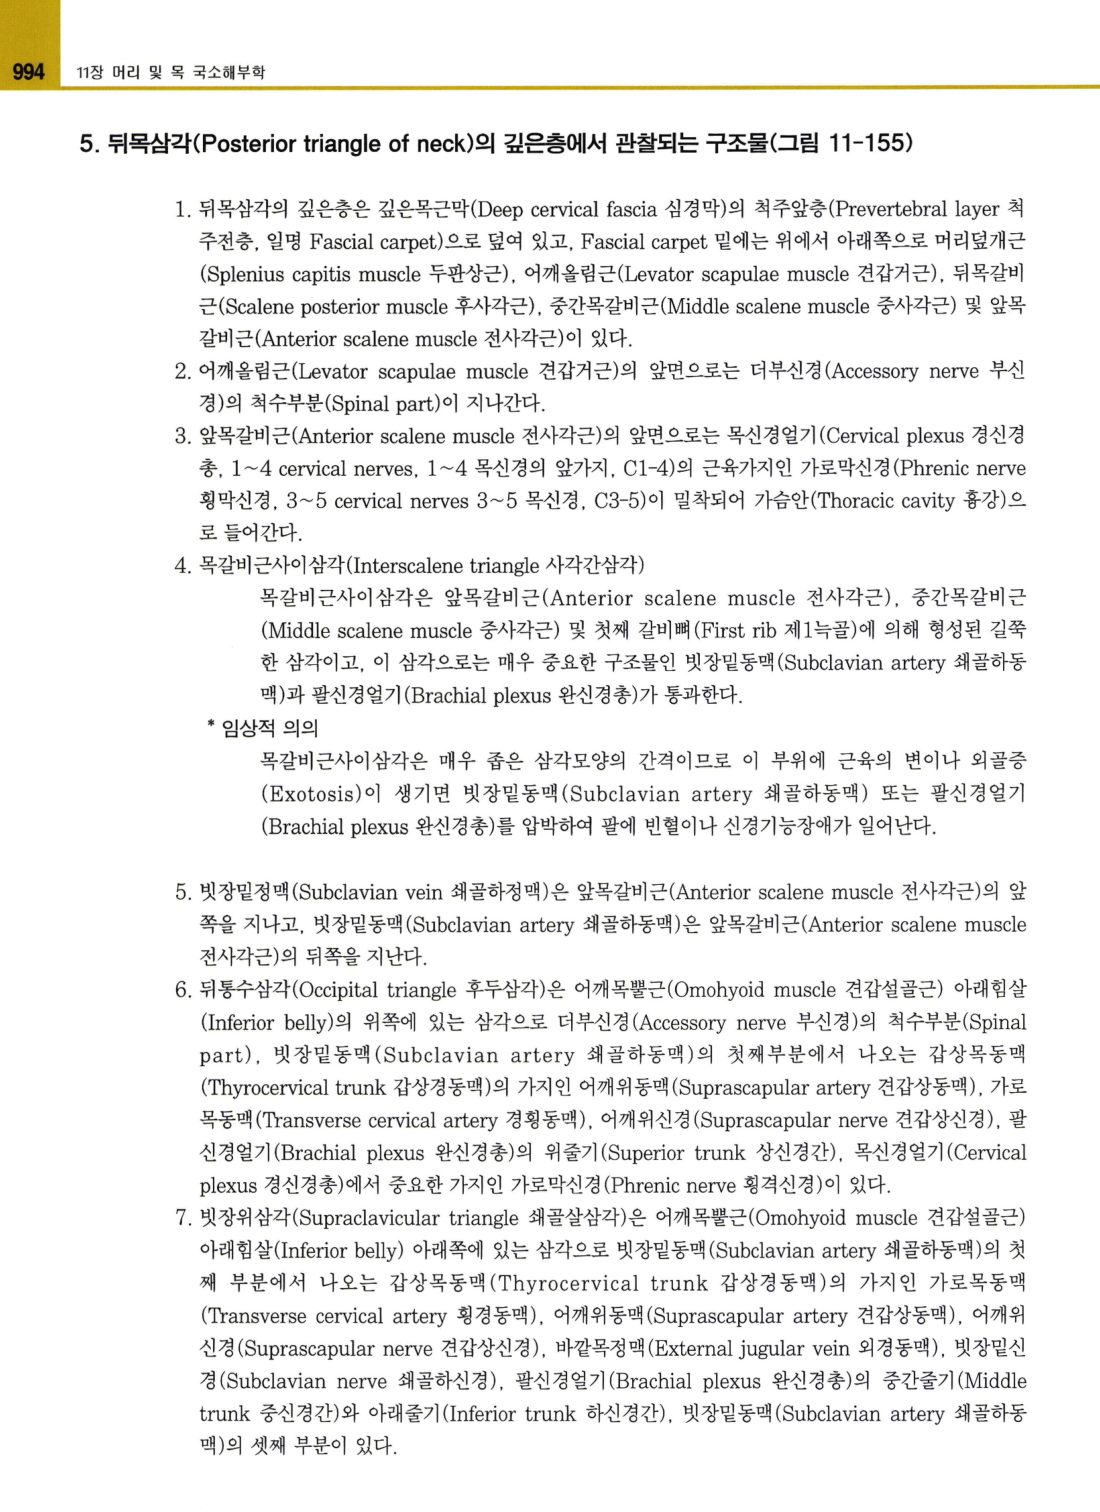 994
11장 머리 및 목 국소해부학
5. 뒤목삼각(Posterior triangle of neck)의 깊은층에서 관찰되는 구조물(그림 11-155)
1. 뒤목삼각의 깊은층은 깊은목근막(Deep cervical fascia 심경막)의 척주앞층(Prevertebral layer 척
주전층, 일명 Fascial carpet)으로 덮여 있고, Fascial carpet 밑에는 위에서 아래쪽으로 머리덮개근
(Splenius capitis muscle 두판상근), 어깨올림근(Levator scapulae muscle 견갑거근), 뒤목갈비
근(Scalene posterior muscle 후사각근), 중간목갈비근(Middle scalene muscle 중사각근) 및 앞목
갈비근(Anterior scalene muscle 전사각근)이 있다.
2. 어깨올림근(Levator scapulae muscle 견갑거근)의 앞면으로는 더부신경(Accessory nerve 부신
경)의 척수부분(Spinal part)이 지나간다.
3. 앞목갈비근(Anterior scalene muscle 전사각근)의 앞면으로는 목신경얼기(Cervical plexus 경신경
총, 1~4 cervical nerves, 1~4 목신경의 앞가지, C1-4)의 근육가지인 가로막신경(Phrenic nerve
횡막신경, 3~5 cervical nerves 3~5 목신경, C3-5)이 밀착되어 가슴안(Thoracic cavity 흉강)으
로 들어간다.
4. 목갈비근사이삼각(Interscalene triangle 사각간삼각)
목갈비근사이삼각은 앞목갈비근(Anterior scalene muscle 전사각근), 중간목갈비근
(Middle scalene muscle 중사각근) 및 첫째 갈비뼈(First rib 제1늑골)에 의해 형성된 길쭉
한 삼각이고, 이 삼각으로는 매우 중요한 구조물인 빗장밑동맥(Subclavian artery 쇄골하동
맥)과 팔신경얼기(Brachial plexus 완신경총)가 통과한다.
* 임상적 의의
목갈비근사이삼각은 매우 좁은 삼각모양의 간격이므로 이 부위에 근육의 변이나 외골증
(Exotosis)이 생기면 빗장밑동맥(Subclavian artery 쇄골하동맥) 또는 팔신경얼기
(Brachial plexus 완신경총)를 압박하여 팔에 빈혈이나 신경기능장애가 일어난다.
5. 빗장밑정맥(Subclavian vein 쇄골하정맥)은 앞목갈비근(Anterior scalene muscle 전사각근)의 앞
쪽을 지나고, 빗장밑동맥(Subclavian artery 쇄골하동맥)은 앞목갈비근(Anterior scalene muscle
전사각근)의 뒤쪽을 지난다.
6. 뒤통수삼각(Occipital triangle 후두삼각)은 어깨목뿔근(Omohyoid muscle 견갑설골근) 아래힘살
(Inferior belly)의 위쪽에 있는 삼각으로 더부신경(Accessory nerve 부신경)의 척수부분(Spinal
part), 빗장밑동맥(Subclavian artery 쇄골하동맥)의 첫째부분에서 나오는 갑상목동맥
(Thyrocervical trunk 갑상경동맥)의 가지인 어깨위동맥(Suprascapular artery 견갑상동맥), 가로
목동맥(Transverse cervical artery 경횡동맥), 어깨위신경(Suprascapular nerve 견갑상신경), 팔
신경얼기(Brachial plexus 완신경총)의 위줄기(Superior trunk 상신경간), 목신경얼기(Cervical
plexus 경신경총)에서 중요한 가지인 가로막신경(Phrenic nerve 횡격신경)이 있다.
7. 빗장위삼각(Supraclavicular triangle 쇄골살삼각)은 어깨목뿔근(Omohyoid muscle 견갑설골근)
아래힘살(Inferior belly) 아래쪽에 있는 삼각으로 빗장밑동맥(Subclavian artery 쇄골하동맥)의 첫
째 부분에서 나오는 갑상목동맥(Thyrocervical trunk 갑상경동맥)의 가지인 가로목동맥
(Transverse cervical artery 횡경동맥), 어깨위동맥(Suprascapular artery 견갑상동맥), 어깨위
신경(Suprascapular nerve 견갑상신경), 바깥목정맥(External jugular vein 외경동맥), 빗장밑신
경(Subclavian nerve 쇄골하신경), 팔신경얼기(Brachial plexus 완신경총)의 중간줄기(Middle
trunk 중신경간)와 아래줄기(Inferior trunk 하신경간), 빗장밑동맥(Subclavian artery 쇄골하동
맥)의 셋째 부분이 있다.